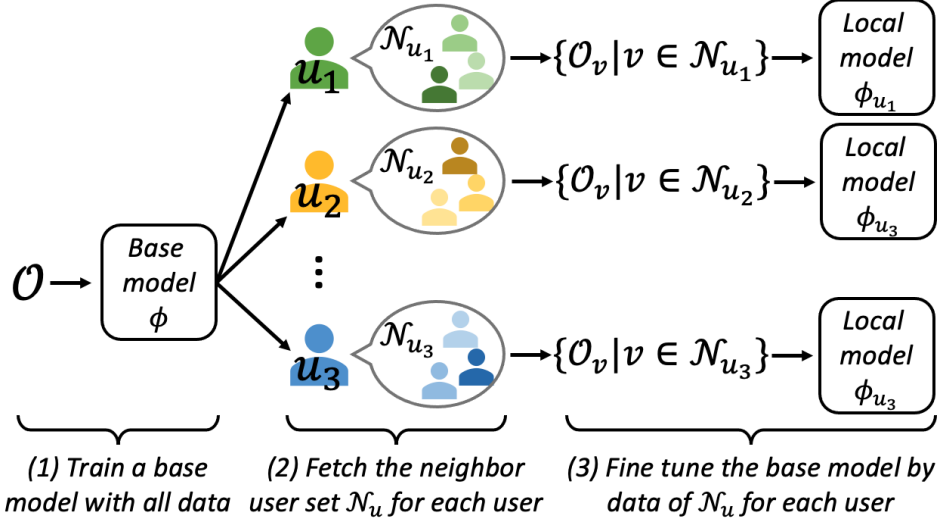 𝒪
Base
model
ϕ
u₁
𝒩u₁
{𝒪ᵥ|v ∈ 𝒩u₁}
Local
model
ϕu₁
u₂
𝒩u₂
{𝒪ᵥ|v ∈ 𝒩u₂}
Local
model
ϕu₃
⋮
u₃
𝒩u₃
{𝒪ᵥ|v ∈ 𝒩u₃}
Local
model
ϕu₃
(1) Train a base
model with all data
(2) Fetch the neighbor
user set 𝒩u for each user
(3) Fine tune the base model by
data of 𝒩u for each user